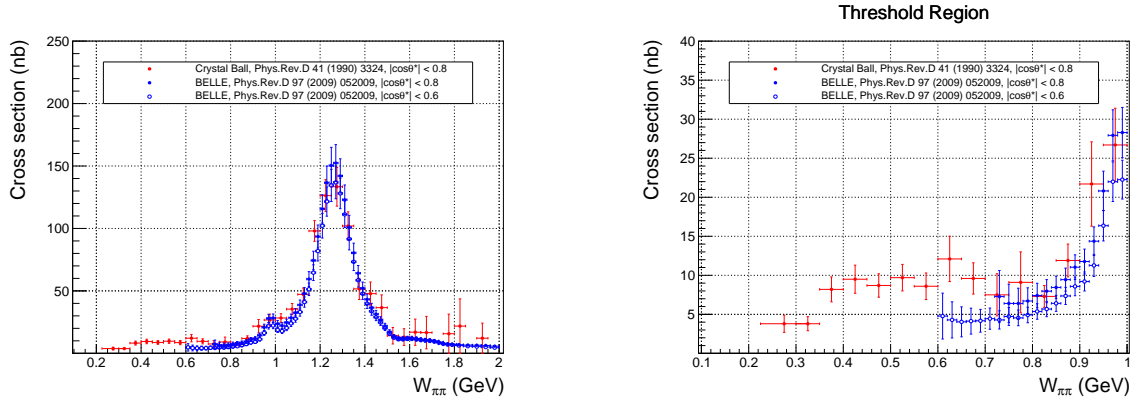 Threshold Region
Cross section (nb)
250
200
150
100
50
Crystal Ball, Phys.Rev.D 41 (1990) 3324, |cosθ*| < 0.8
BELLE, Phys.Rev.D 97 (2009) 052009, |cosθ*| < 0.8
BELLE, Phys.Rev.D 97 (2009) 052009, |cosθ*| < 0.6
0.2 0.4 0.6 0.8 1.0 1.2 1.4 1.6 1.8 2
Wππ (GeV)
Cross section (nb)
40
35
30
25
20
15
10
5
0
Crystal Ball, Phys.Rev.D 41 (1990) 3324, |cosθ*| < 0.8
BELLE, Phys.Rev.D 97 (2009) 052009, |cosθ*| < 0.8
BELLE, Phys.Rev.D 97 (2009) 052009, |cosθ*| < 0.6
0.1 0.2 0.3 0.4 0.5 0.6 0.7 0.8 0.9 1
Wππ (GeV)